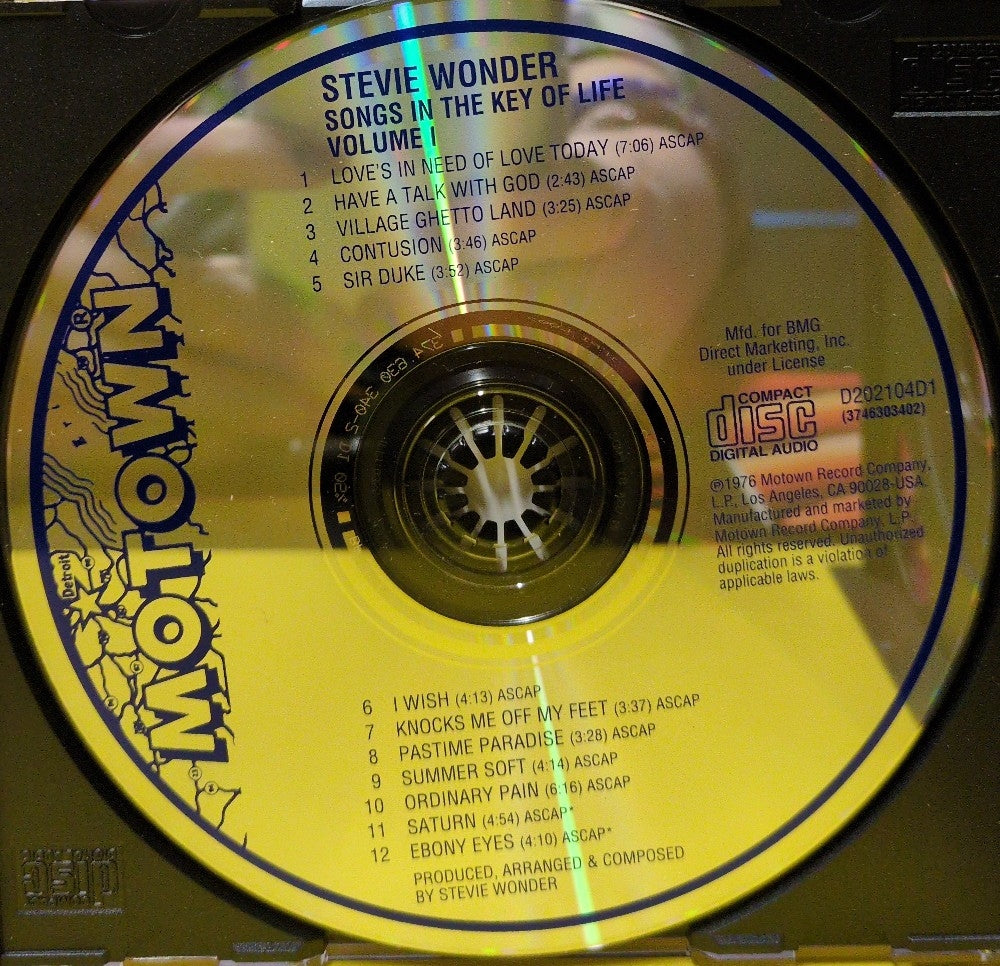 STEVIE WONDER
SONGS IN THE KEY OF LIFE
VOLUME I
1 LOVE'S IN NEED OF LOVE TODAY (7:06) ASCAP
2 HAVE A TALK WITH GOD (2:43) ASCAP
3 VILLAGE GHETTO LAND (3:25) ASCAP
4 CONTUSION (3:46) ASCAP
5 SIR DUKE (3:52) ASCAP
MOTOWN
Detroit
Mfd. for BMG
Direct Marketing, Inc.
under License
COMPACT
disc
DIGITAL AUDIO
D202104D1
(3746303402)
℗1976 Motown Record Company,
L.P., Los Angeles, CA 90028-USA.
Manufactured and marketed by
Motown Record Company, L.P.
All rights reserved. Unauthorized
duplication is a violation of
applicable laws.
6 I WISH (4:13) ASCAP
7 KNOCKS ME OFF MY FEET (3:37) ASCAP
8 PASTIME PARADISE (3:28) ASCAP
9 SUMMER SOFT (4:14) ASCAP
10 ORDINARY PAIN (6:16) ASCAP
11 SATURN (4:54) ASCAP*
12 EBONY EYES (4:10) ASCAP*
PRODUCED, ARRANGED & COMPOSED
BY STEVIE WONDER